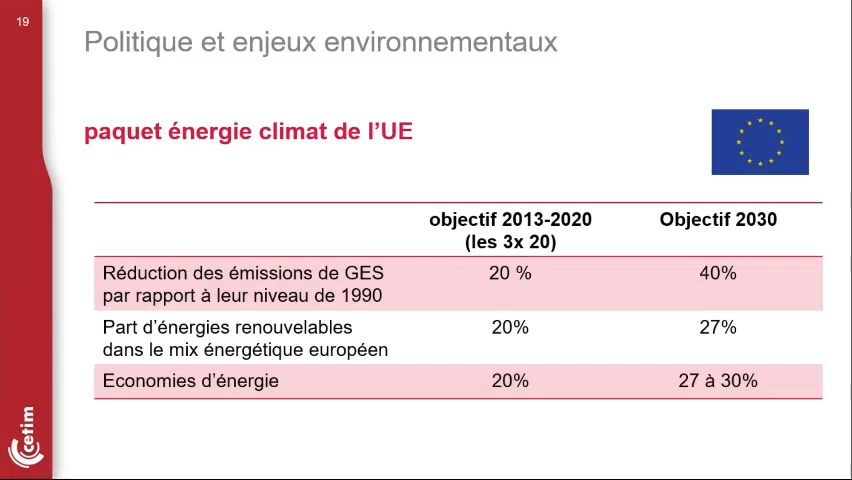 19
Politique et enjeux environnementaux
paquet énergie climat de l’UE
objectif 2013-2020 Objectif 2030
(les 3x 20)
Réduction des émissions de GES 20 % 40%
par rapport à leur niveau de 1990
Part d’énergies renouvelables 20% 27%
dans le mix énergétique européen
Economies d’énergie 20% 27 à 30%
cetim